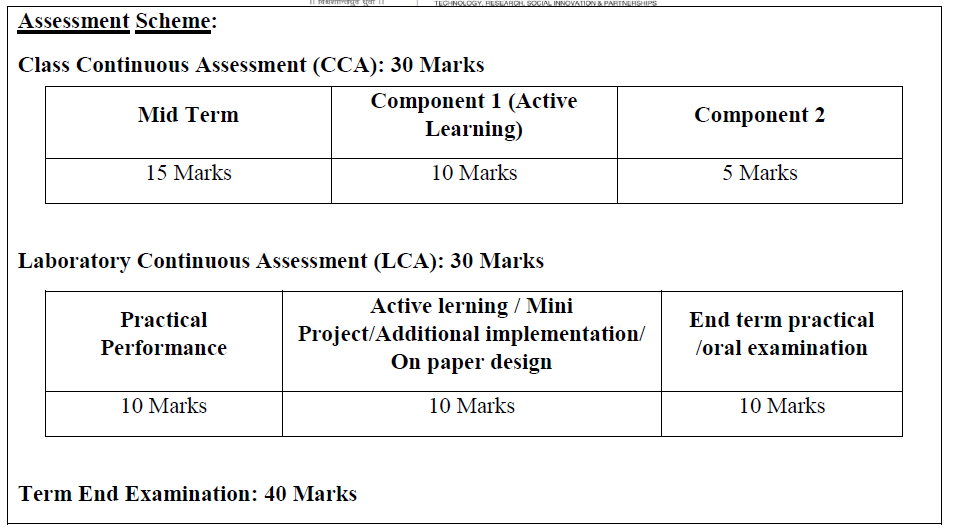 TECHNOLOGY, RESEARCH, SOCIAL INNOVATION & PARTNERSHIPS
Assessment Scheme:
Class Continuous Assessment (CCA): 30 Marks
Mid Term
Component 1 (Active
Learning)
Component 2
15 Marks
10 Marks
5 Marks
Laboratory Continuous Assessment (LCA): 30 Marks
Practical
Performance
Active lerning / Mini
Project/Additional implementation/
On paper design
End term practical
/oral examination
10 Marks
10 Marks
10 Marks
Term End Examination: 40 Marks